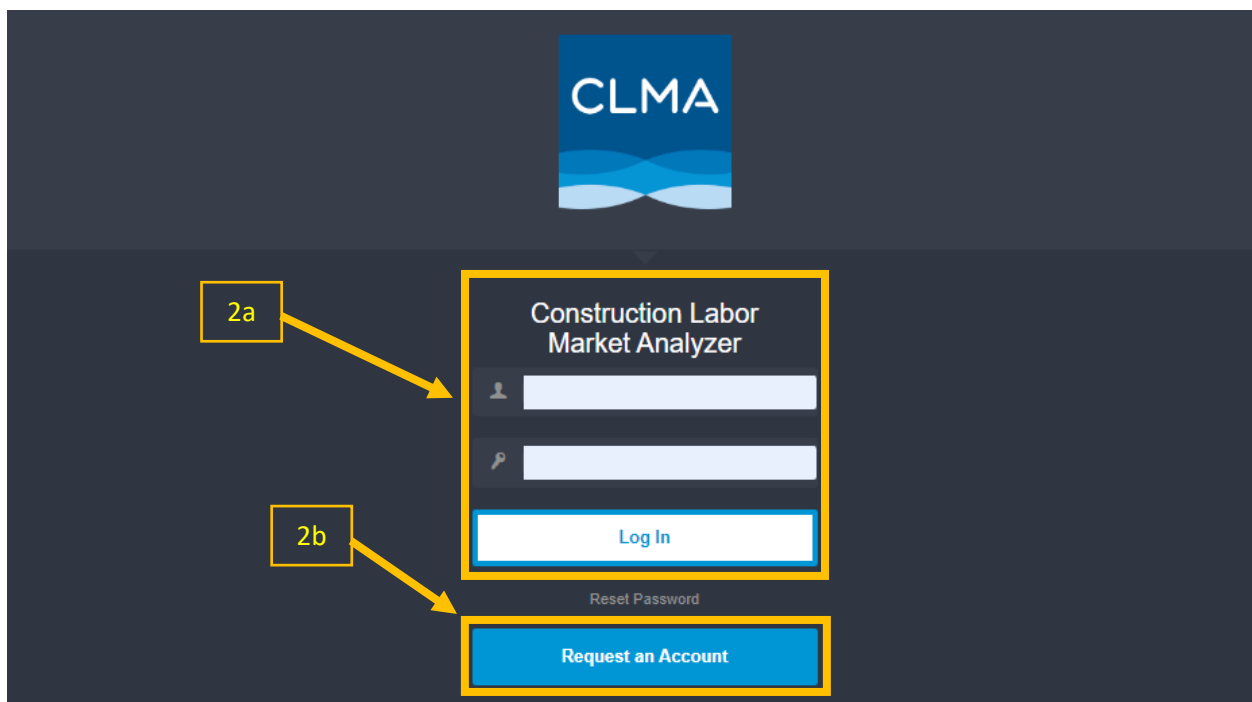 CLMA
2a
Construction Labor
Market Analyzer
Log In
2b
Reset Password
Request an Account